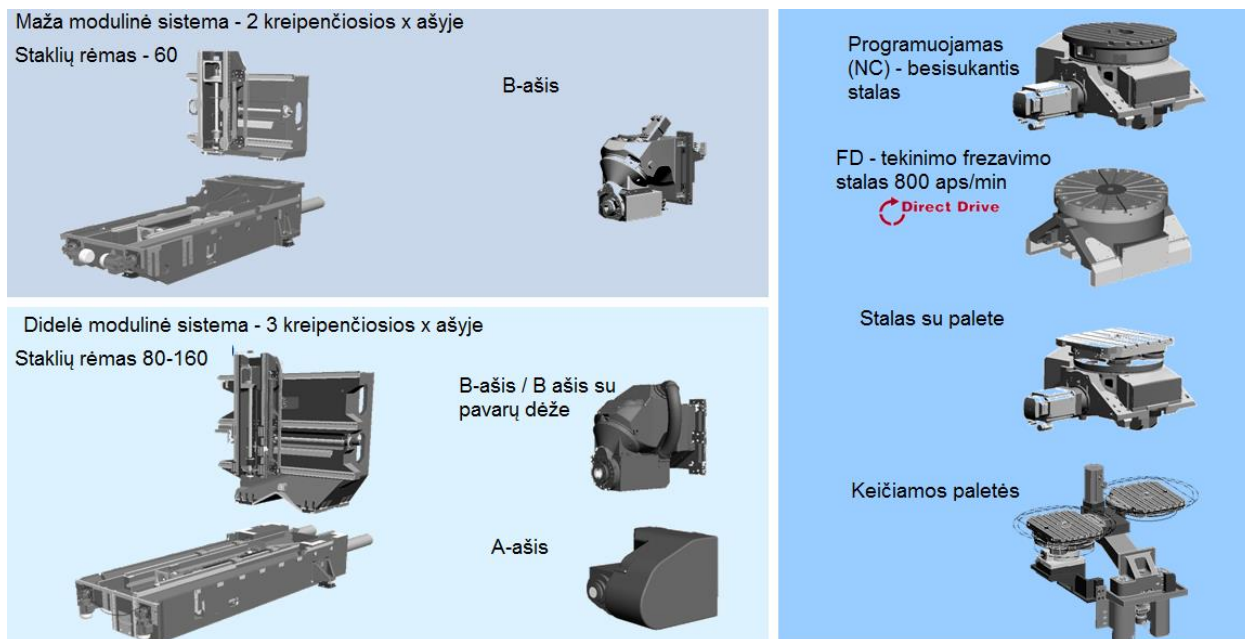 Maža modulinė sistema - 2 kreipenčiosios x ašyje
Staklių rėmas - 60
B-ašis
Didelė modulinė sistema - 3 kreipenčiosios x ašyje
Staklių rėmas 80-160
B-ašis / B ašis su
pavarų dėže
A-ašis
Programuojamas
(NC) - besisukantis
stalas
FD - tekinimo frezavimo
stalas 800 aps/min
Direct Drive
Stalas su palete
Keičiamos paletės